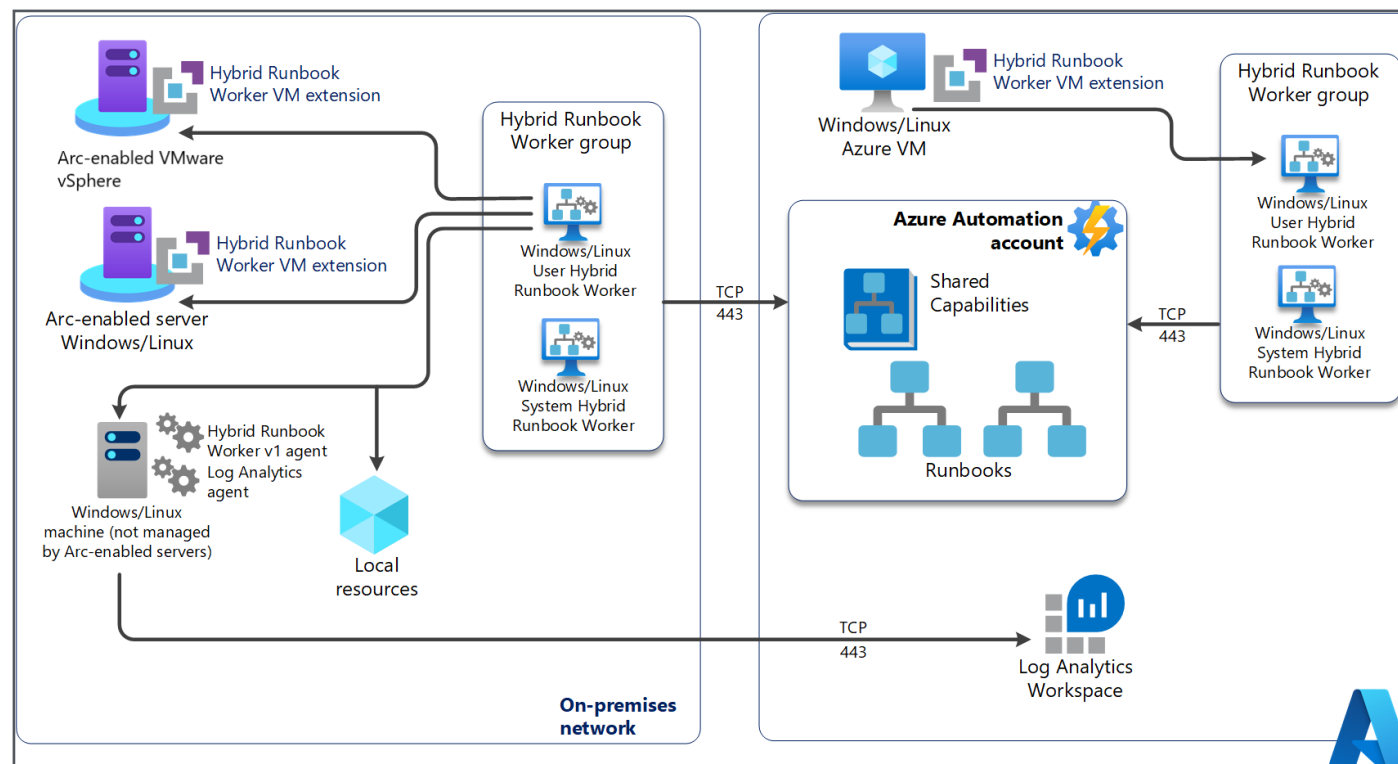 Hybrid Runbook
Worker VM extension
Arc-enabled VMware
vSphere
Hybrid Runbook
Worker VM extension
Arc-enabled server
Windows/Linux
Hybrid Runbook
Worker v1 agent
Log Analytics
agent
Windows/Linux
machine (not managed
by Arc-enabled servers)
Local
resources
Hybrid Runbook
Worker group
Windows/Linux
User Hybrid
Runbook Worker
Windows/Linux
System Hybrid
Runbook Worker
On-premises
network
TCP
443
TCP
443
Windows/Linux
Azure VM
Hybrid Runbook
Worker VM extension
Azure Automation
account
Shared
Capabilities
Runbooks
TCP
443
Hybrid Runbook
Worker group
Windows/Linux
User Hybrid
Runbook Worker
Windows/Linux
System Hybrid
Runbook Worker
Log Analytics
Workspace